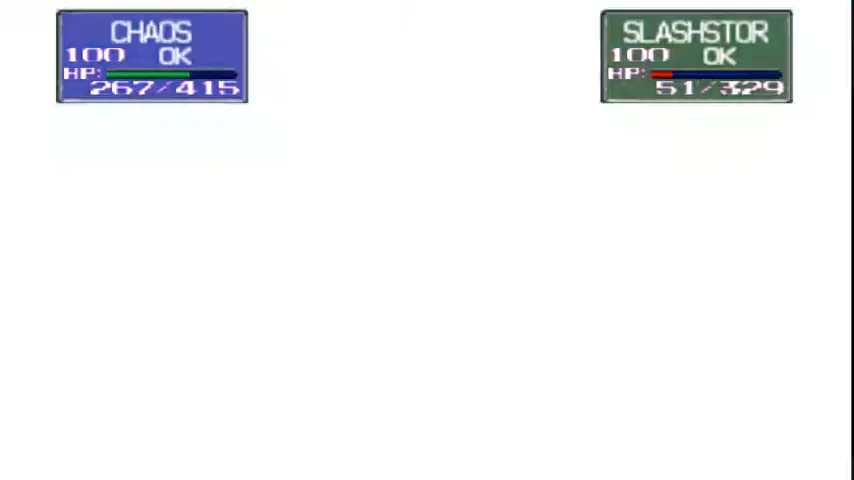 CHAOS
100 OK
HP:
267/415
SLASHSTOR
100 OK
HP:
51/329